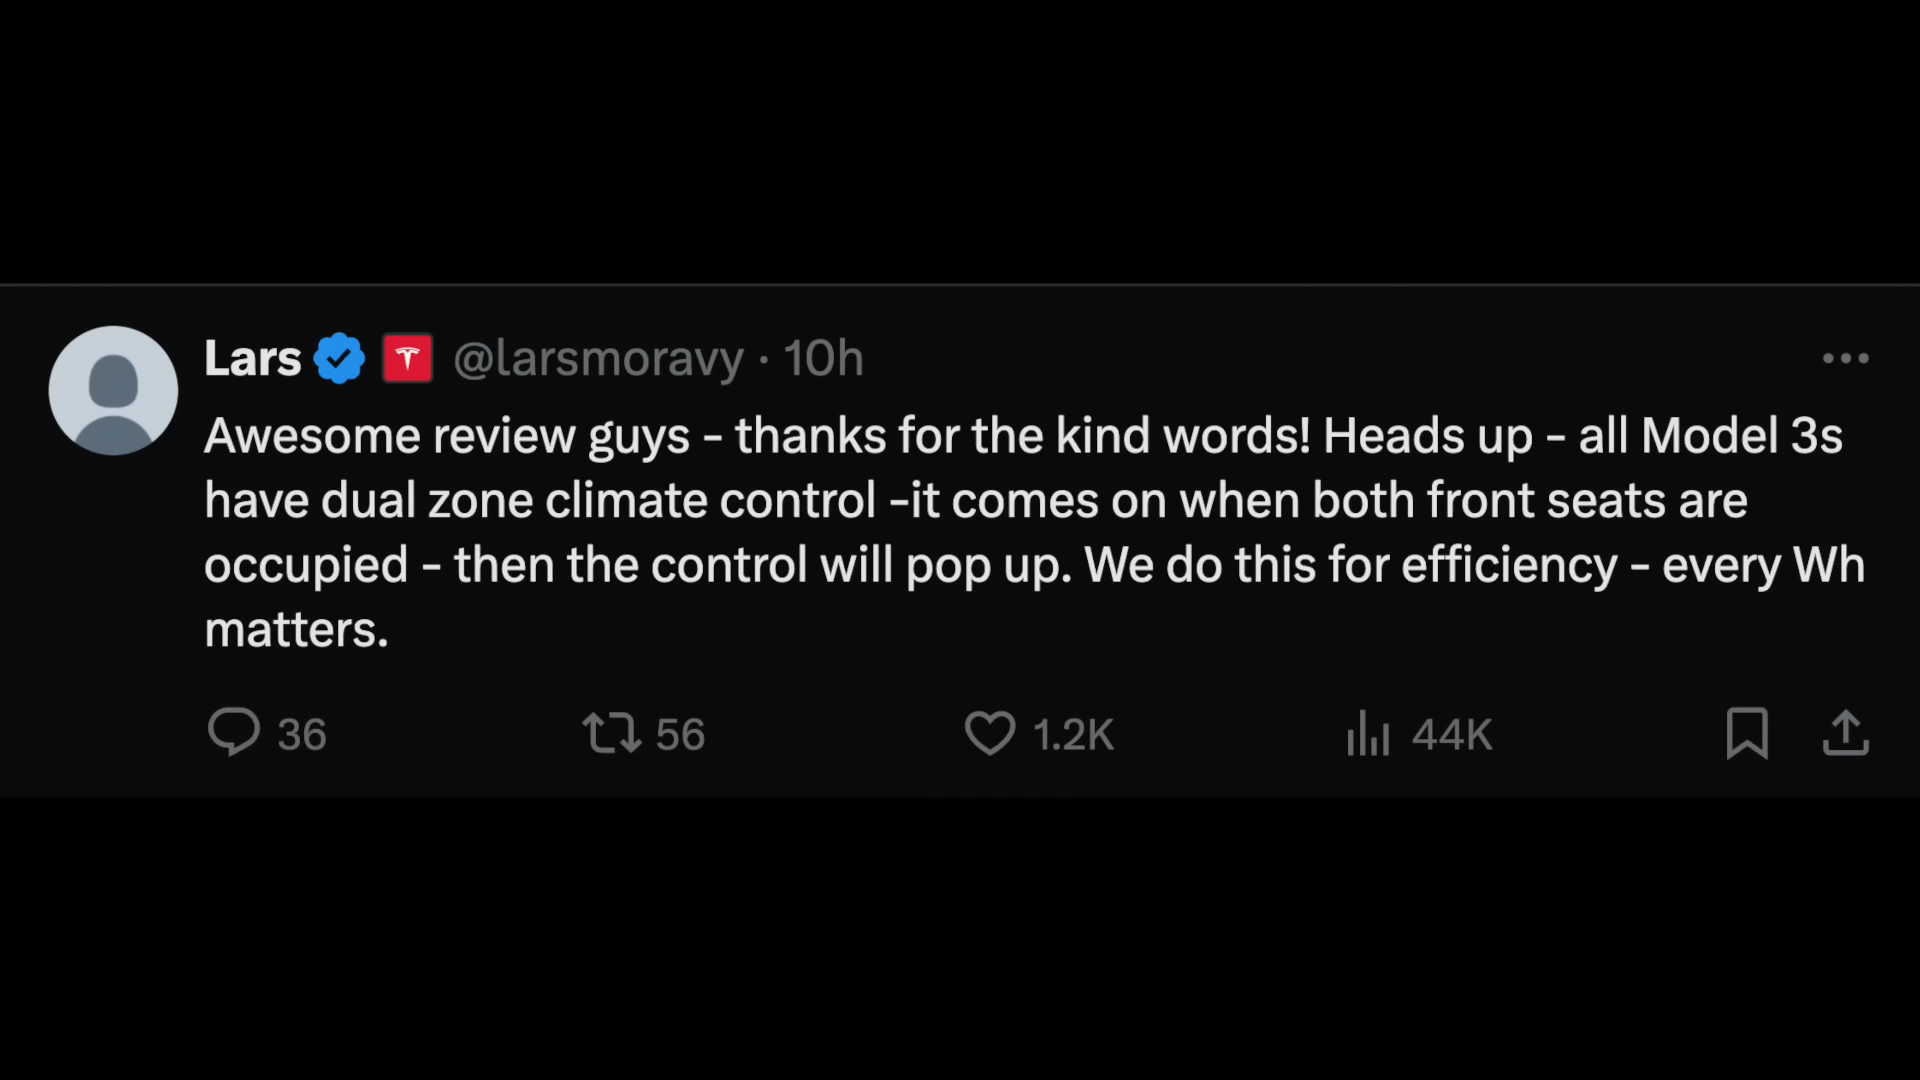 Lars @larsmoravy · 10h
Awesome review guys - thanks for the kind words! Heads up - all Model 3s
have dual zone climate control -it comes on when both front seats are
occupied - then the control will pop up. We do this for efficiency - every Wh
matters.
36 56 1.2K 44K